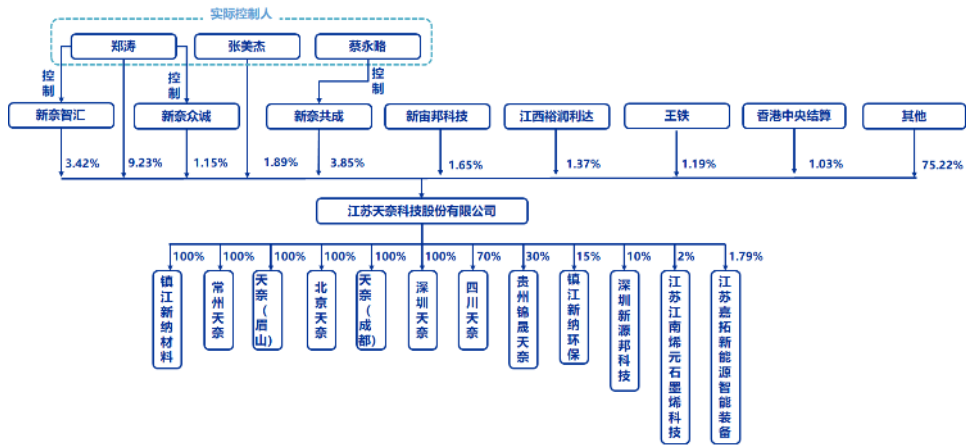 实际控制人
郑涛
张美杰
蔡永略
控制
控制
控制
新奈智汇
新奈众诚
新奈共成
新宙邦科技
江西裕润利达
王铁
香港中央结算
其他
3.42%
9.23%
1.15%
1.89%
3.85%
1.65%
1.37%
1.19%
1.03%
75.22%
江苏天奈科技股份有限公司
100%
100%
100%
100%
100%
100%
70%
30%
15%
10%
2%
1.79%
镇江新纳材料
常州天奈
天奈（眉山）
北京天奈
天奈（成都）
深圳天奈
四川天奈
贵州锦晟天奈
镇江新纳环保
深圳新源邦科技
江苏江南烯元石墨烯科技
江苏嘉拓新能源智能装备